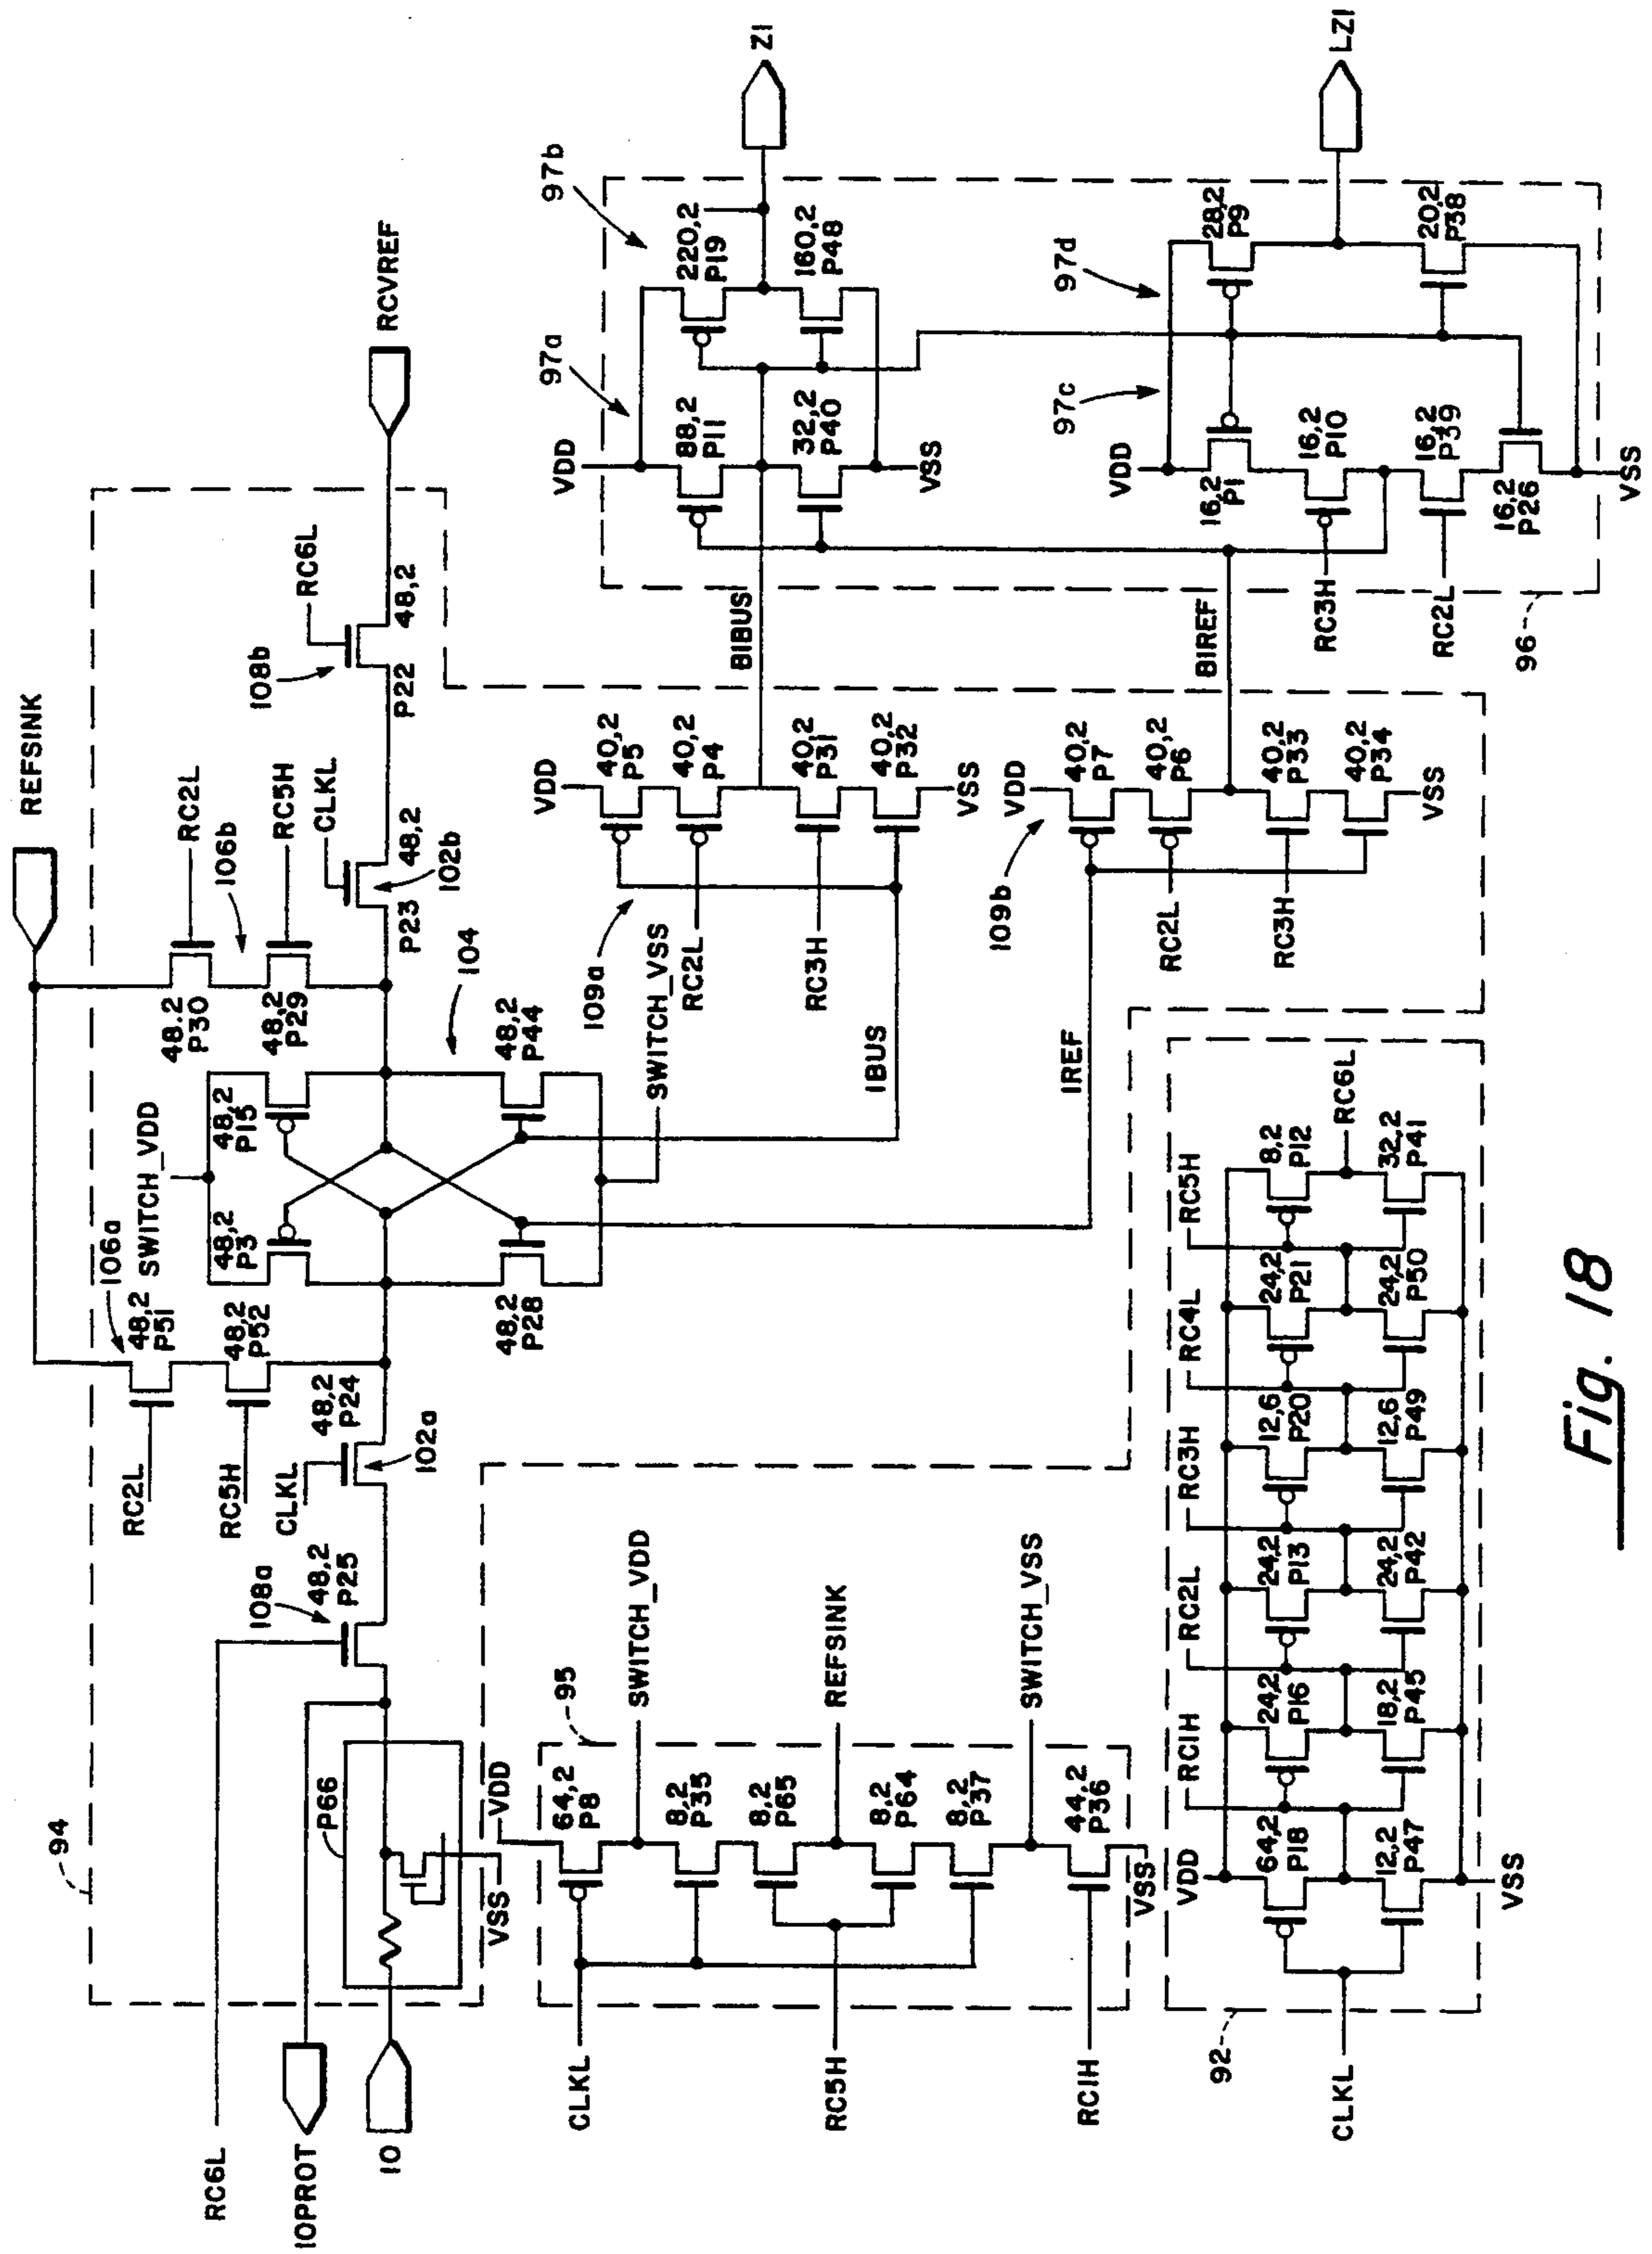 REFSINK
RC6L
108b
P22
48,2
RCVREF
RC2L
106b
RC5H
CLKL
48,2
102b
P23
48.2
P30
48,2
P29
104
SWITCH_VDD
48,2
P15
48,2
P3
48,2
P44
48,2
P28
SWITCH_VSS
106a
48,2
P51
48,2
P52
RC2L
RC5H
CLKL
48,2
P24
102a
108a
48,2
P25
RC6L
IOPROT
IO
P66
VSS
94
97a
97b
VDD
88,2
P11
220,2
P19
32,2
P40
160,2
P48
VSS
Z1
BIBUS
BIREF
97c
97d
VDD
16,2
P1
28,2
P9
16,2
P10
16,2
P39
20,2
P38
16,2
P26
RC3H
RC2L
VSS
LZ1
96
VDD
40,2
P5
40,2
P4
40,2
P31
40,2
P32
VSS
109a
RC2L
RC3H
IBUS
VDD
40,2
P7
40,2
P6
40,2
P33
40,2
P34
VSS
109b
RC2L
RC3H
IREF
95
VDD
64,2
P8
8,2
P35
8,2
P65
8,2
P64
8,2
P37
44,2
P36
VSS
SWITCH_VDD
REFSINK
SWITCH_VSS
CLKL
RC5H
RC1H
92
CLKL
VDD
RC1H
RC2L
RC3H
RC4L
RC5H
64,2
P18
24,2
P16
24,2
P13
12,6
P20
24,2
P21
8,2
P12
12,2
P47
18,2
P45
24,2
P42
12,6
P49
24,2
P50
32,2
P41
RC6L
VSS
Fig. 18